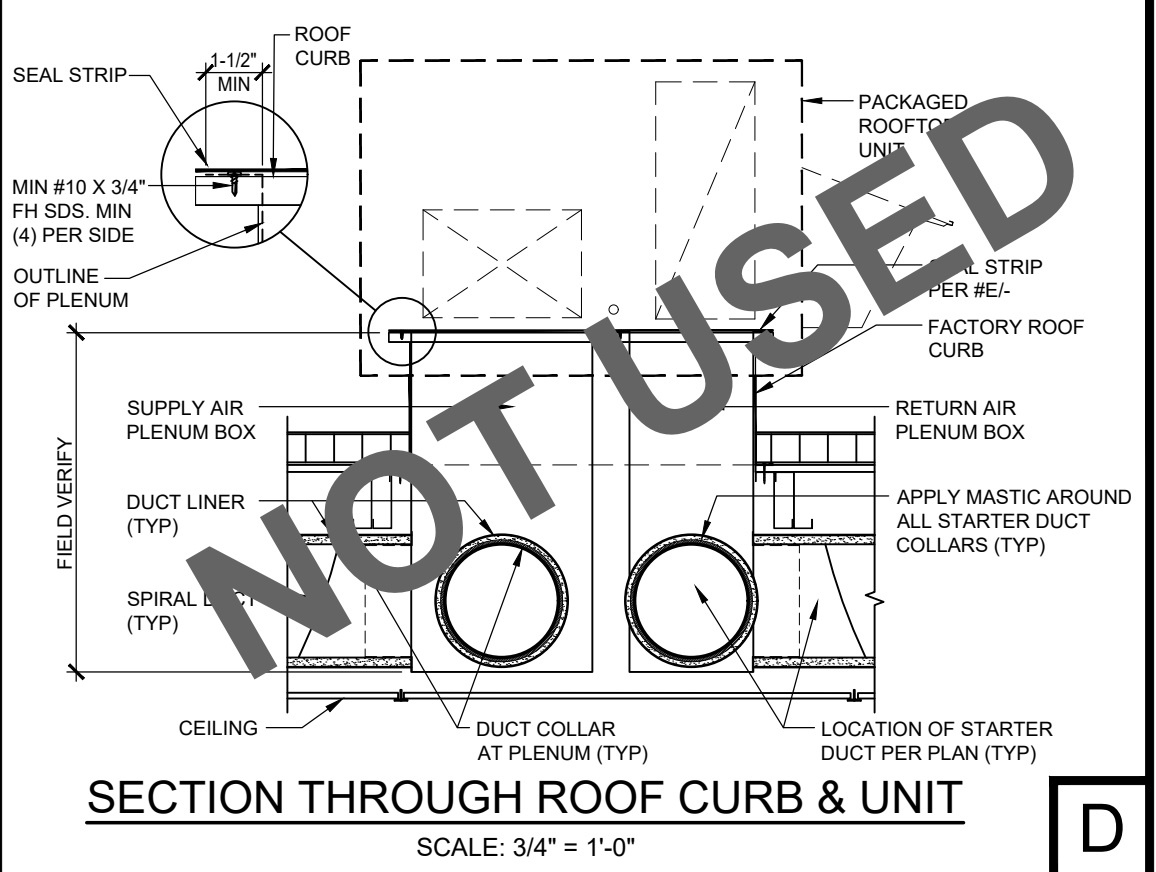 ROOF
CURB
1-1/2"
MIN
SEAL STRIP
MIN #10 X 3/4"
FH SDS. MIN
(4) PER SIDE
OUTLINE
OF PLENUM
PACKAGED
UNIT
STRIP
PER #E/-
FACTORY ROOF
CURB
SUPPLY AIR
PLENUM BOX
RETURN AIR
PLENUM BOX
FIELD VERIFY
DUCT LINER
(TYP)
APPLY MASTIC AROUND
ALL STARTER DUCT
COLLARS (TYP)
SPIRAL
(TYP)
CEILING
DUCT COLLAR
AT PLENUM (TYP)
LOCATION OF STARTER
DUCT PER PLAN (TYP)
NOT USED
SECTION THROUGH ROOF CURB & UNIT
SCALE: 3/4" = 1'-0"
D